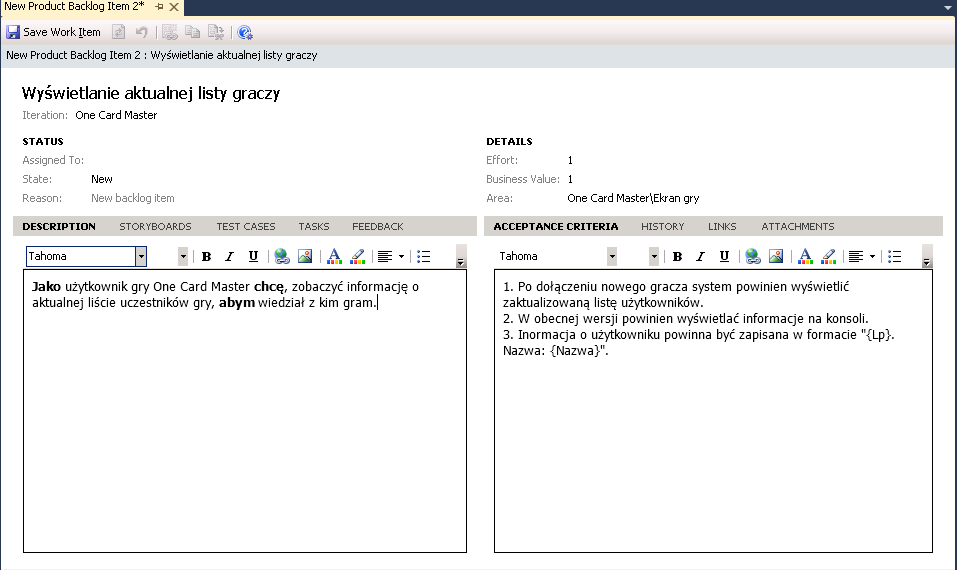 New Product Backlog Item 2*
Save Work Item
New Product Backlog Item 2 : Wyświetlanie aktualnej listy graczy
Wyświetlanie aktualnej listy graczy
Iteration: One Card Master
STATUS
Assigned To:
State: New
Reason: New backlog item
DETAILS
Effort: 1
Business Value: 1
Area: One Card Master\Ekran gry
DESCRIPTION STORYBOARDS TEST CASES TASKS FEEDBACK
Tahoma B I U A
Jako użytkownik gry One Card Master chcę, zobaczyć informację o
aktualnej liście uczestników gry, abym wiedział z kim gram.
ACCEPTANCE CRITERIA HISTORY LINKS ATTACHMENTS
Tahoma B I U A
1. Po dołączeniu nowego gracza system powinien wyświetlić
zaktualizowaną listę użytkowników.
2. W obecnej wersji powinien wyświetlać informacje na konsoli.
3. Inormacja o użytkowniku powinna być zapisana w formacie "{Lp}.
Nazwa: {Nazwa}".